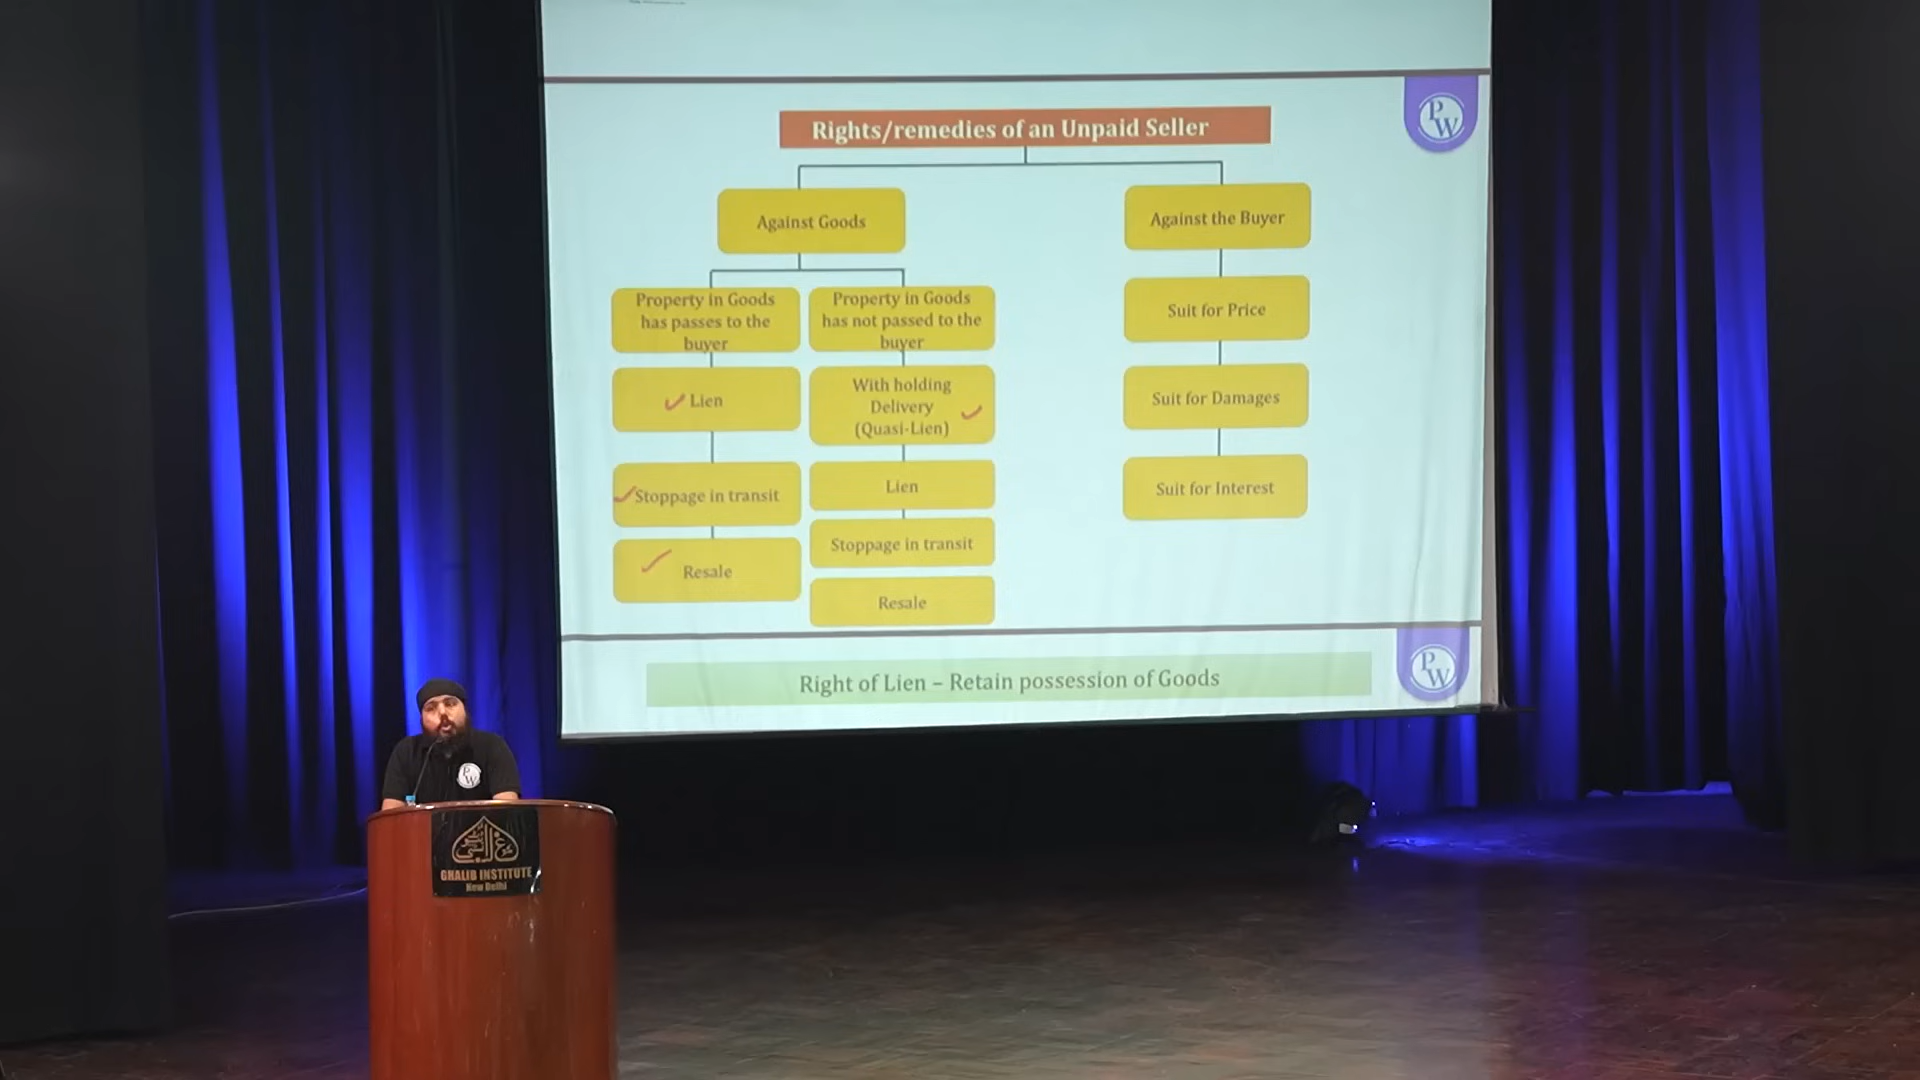 Rights/remedies of an Unpaid Seller
Against Goods
Against the Buyer
Property in Goods
has passes to the
buyer
Property in Goods
has not passed to the
buyer
Suit for Price
Lien
With holding
Delivery
(Quasi-Lien)
Suit for Damages
Stoppage in transit
Lien
Suit for Interest
Stoppage in transit
Resale
Resale
Right of Lien – Retain possession of Goods
PW
PW
PW
GHALIB INSTITUTE
New Delhi